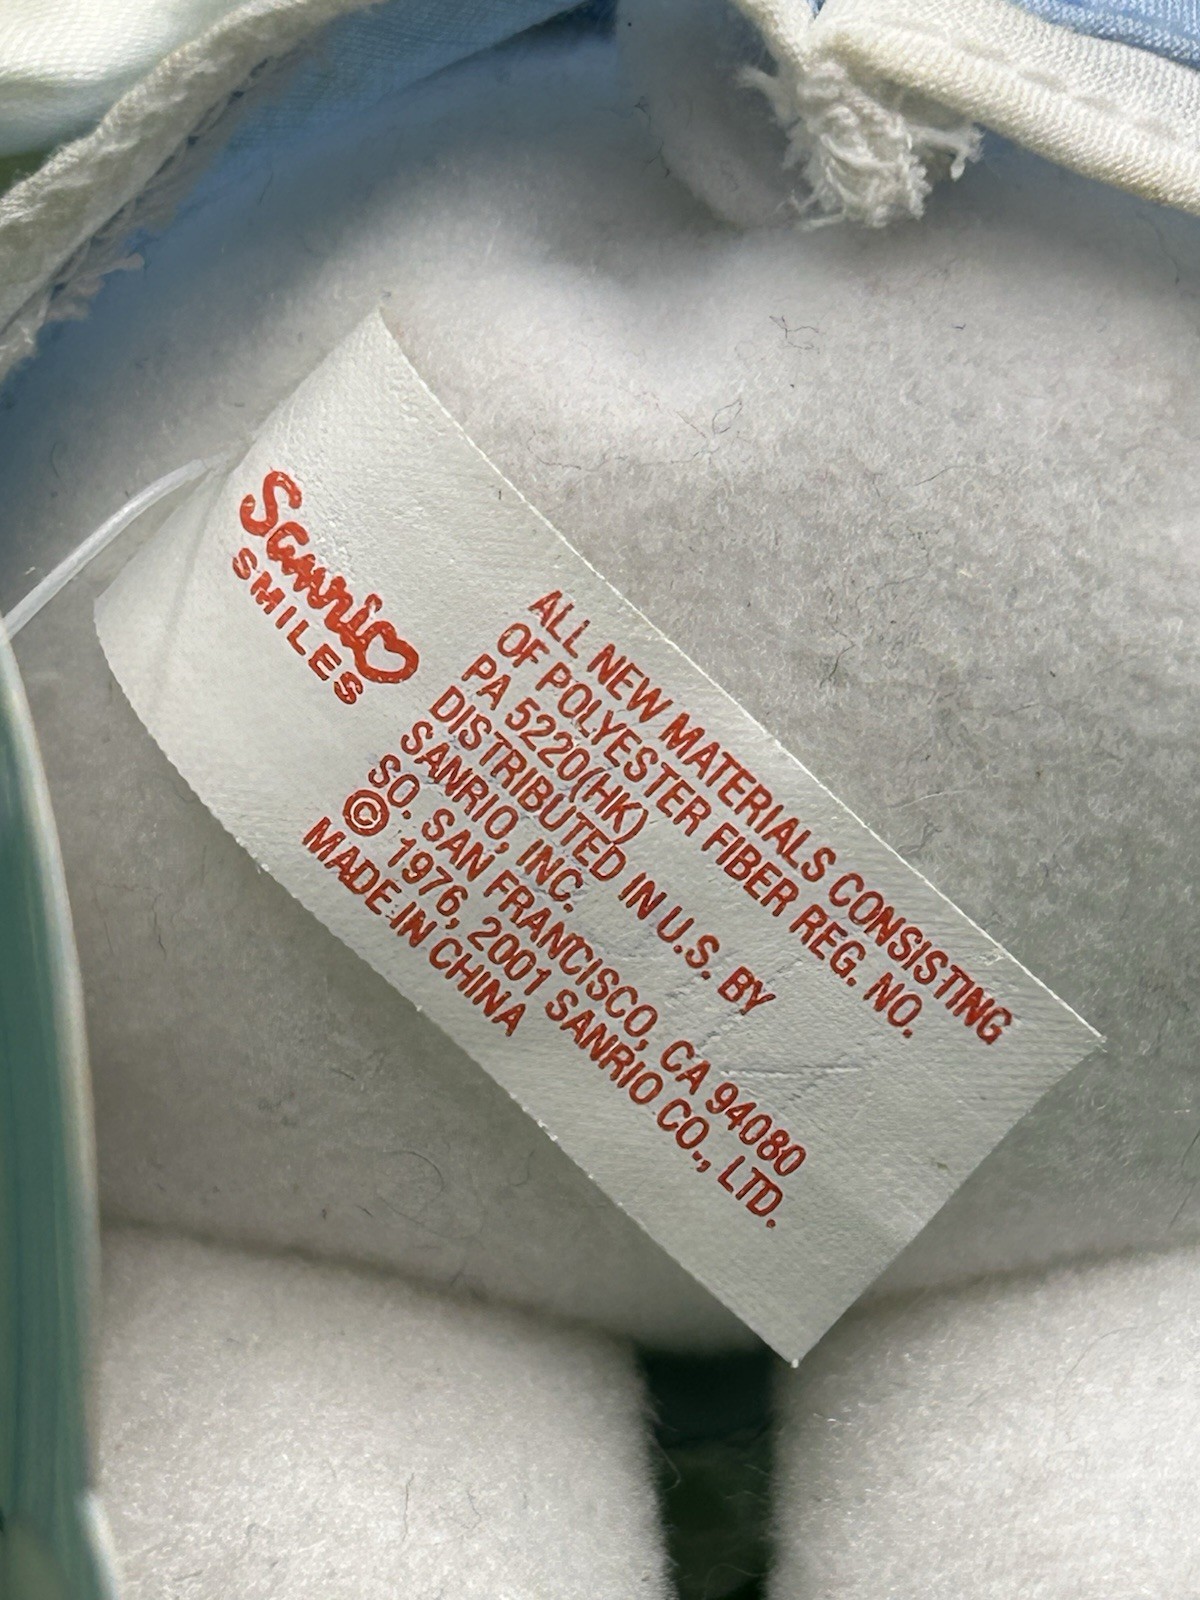 Sanrio
SMILES
ALL NEW MATERIALS CONSISTING
OF POLYESTER FIBER REG. NO.
PA 5220(HK)
DISTRIBUTED IN U.S. BY
SANRIO, INC.
SO. SAN FRANCISCO, CA 94080
© 1976, 2001 SANRIO CO., LTD.
MADE IN CHINA